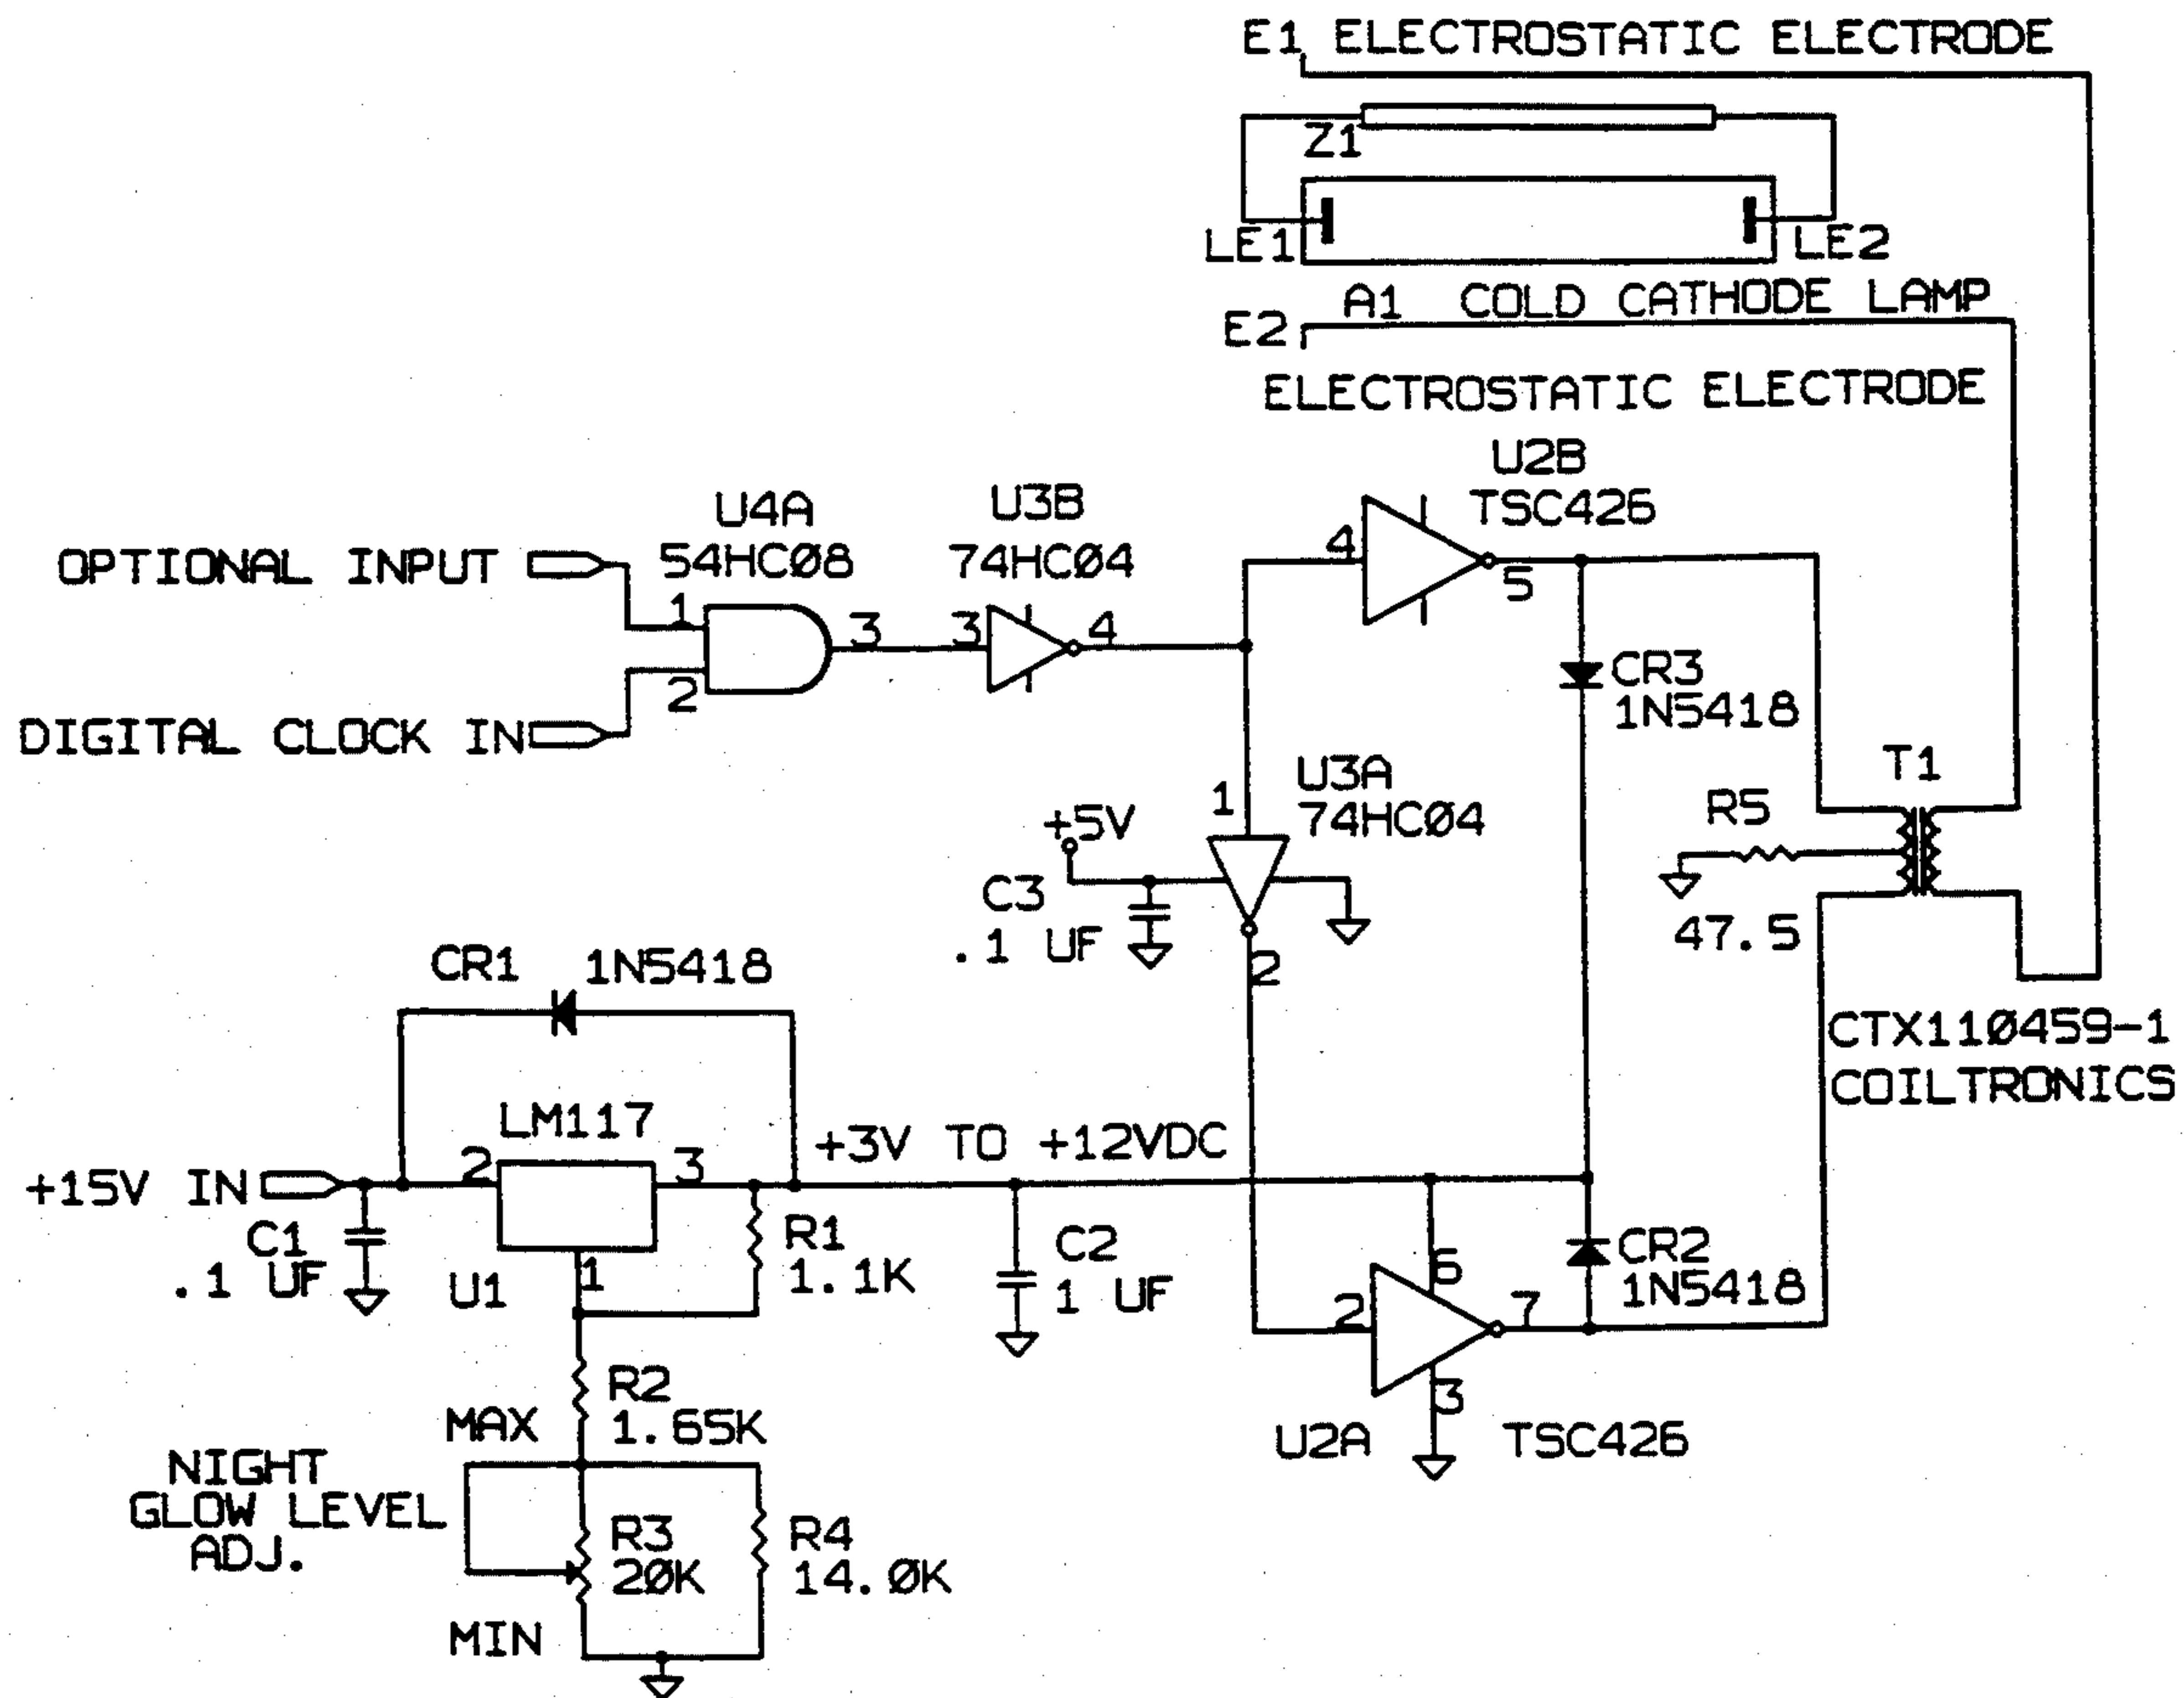 E1 ELECTROSTATIC ELECTRODE
Z1
LE1
LE2
A1 COLD CATHODE LAMP
E2
ELECTROSTATIC ELECTRODE
U2B
TSC426
4
5
U4A
54HCØ8
U3B
74HCØ4
OPTIONAL INPUT
1
2
3
3
4
DIGITAL CLOCK IN
CR3
1N5418
U3A
74HCØ4
1
2
+5V
C3
.1 UF
T1
R5
47.5
CTX11Ø459-1
COILTRONICS
CR1 1N5418
LM117
+3V TO +12VDC
+15V IN
2
3
1
C1
.1 UF
U1
R1
1.1K
C2
1 UF
CR2
1N5418
6
2
7
3
U2A TSC426
R2
1.65K
MAX
NIGHT
GLOW LEVEL
ADJ.
R3
2ØK
R4
14.ØK
MIN